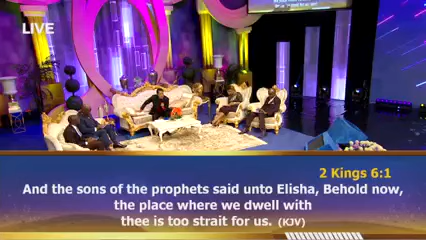 LIVE
2 Kings 6:1
And the sons of the prophets said unto Elisha, Behold now,
the place where we dwell with
thee is too strait for us. (KJV)